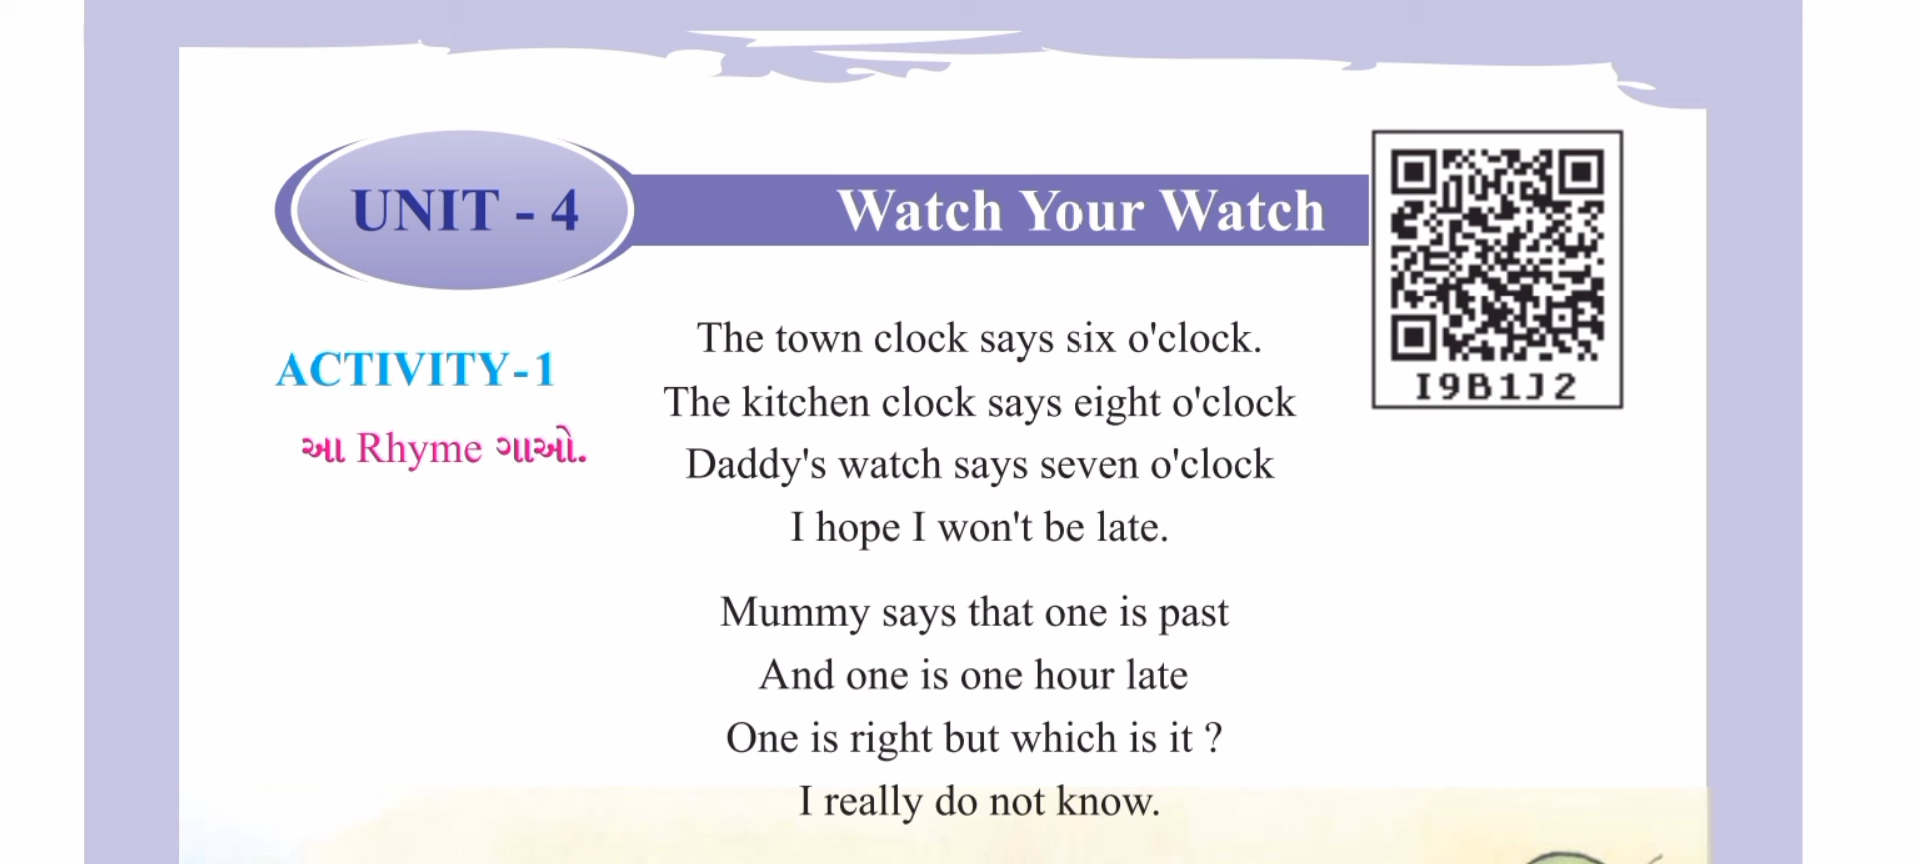 UNIT - 4
Watch Your Watch
I9B1J2
ACTIVITY-1
આ Rhyme ગાઓ.
The town clock says six o'clock.
The kitchen clock says eight o'clock
Daddy's watch says seven o'clock
I hope I won't be late.
Mummy says that one is past
And one is one hour late
One is right but which is it ?
I really do not know.